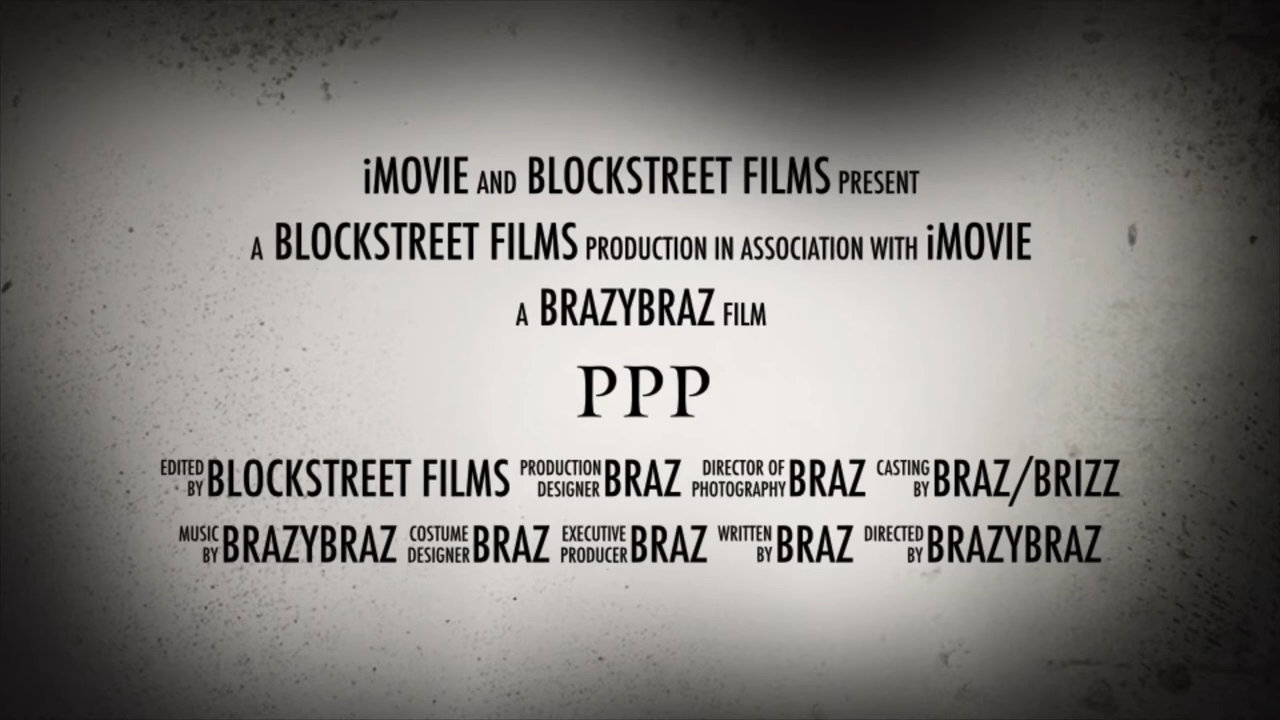 iMOVIE AND BLOCKSTREET FILMS PRESENT
A BLOCKSTREET FILMS PRODUCTION IN ASSOCIATION WITH iMOVIE
A BRAZYBRAZ FILM
PPP
EDITED BY BLOCKSTREET FILMS PRODUCTION DESIGNER BRAZ DIRECTOR OF PHOTOGRAPHY BRAZ CASTING BY BRAZ/BRIZZ
MUSIC BY BRAZYBRAZ COSTUME DESIGNER BRAZ EXECUTIVE PRODUCER BRAZ WRITTEN BY BRAZ DIRECTED BY BRAZYBRAZ